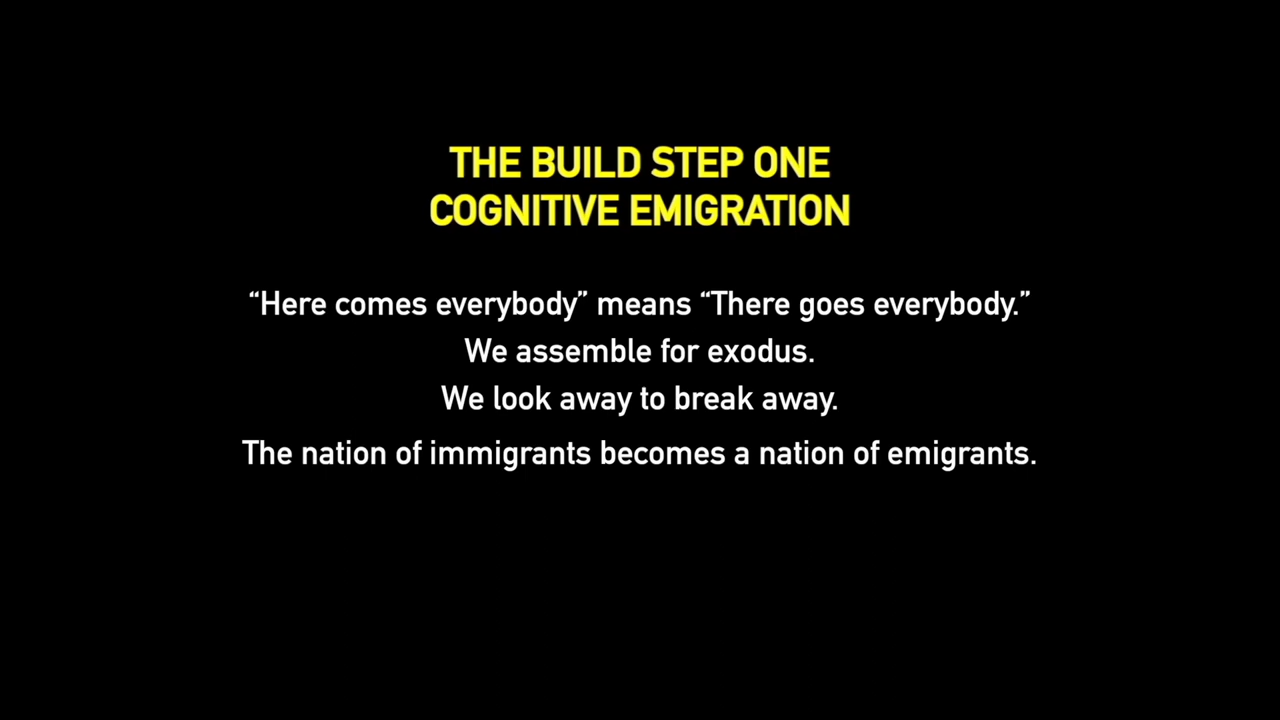 THE BUILD STEP ONE
COGNITIVE EMIGRATION
“Here comes everybody” means “There goes everybody.”
We assemble for exodus.
We look away to break away.
The nation of immigrants becomes a nation of emigrants.